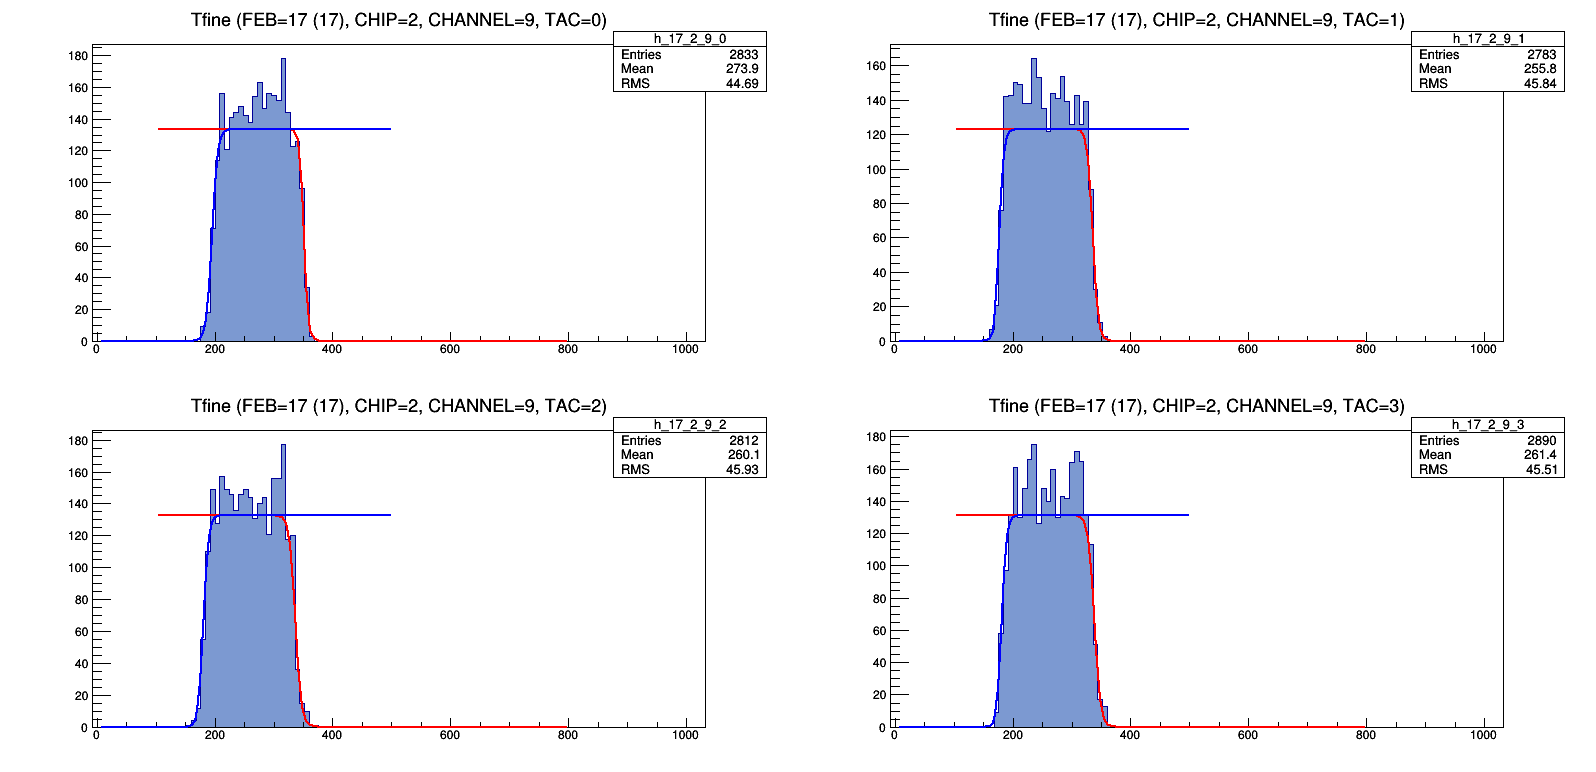 Tfine (FEB=17 (17), CHIP=2, CHANNEL=9, TAC=0)
h_17_2_9_0
Entries 2833
Mean 273.9
RMS 44.69
180
160
140
120
100
80
60
40
20
0
0 200 400 600 800 1000
Tfine (FEB=17 (17), CHIP=2, CHANNEL=9, TAC=1)
h_17_2_9_1
Entries 2783
Mean 255.8
RMS 45.84
160
140
120
100
80
60
40
20
0
0 200 400 600 800 1000
Tfine (FEB=17 (17), CHIP=2, CHANNEL=9, TAC=2)
h_17_2_9_2
Entries 2812
Mean 260.1
RMS 45.93
180
160
140
120
100
80
60
40
20
0
0 200 400 600 800 1000
Tfine (FEB=17 (17), CHIP=2, CHANNEL=9, TAC=3)
h_17_2_9_3
Entries 2890
Mean 261.4
RMS 45.51
180
160
140
120
100
80
60
40
20
0
0 200 400 600 800 1000